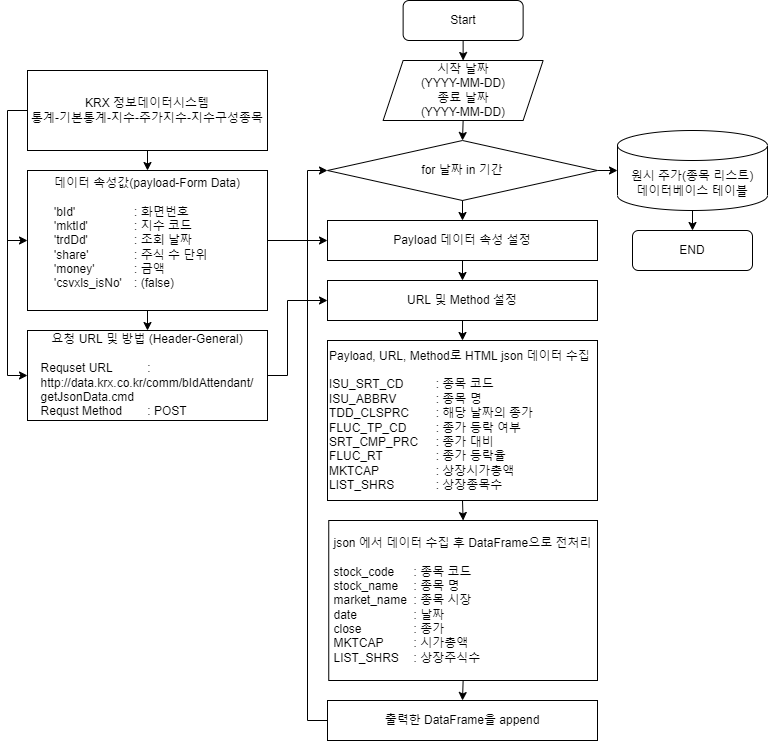 Start
시작 날짜
(YYYY-MM-DD)
종료 날짜
(YYYY-MM-DD)
KRX 정보데이터시스템
통계-기본통계-지수-주가지수-지수구성종목
데이터 속성값(payload-Form Data)
'bld' : 화면번호
'mktId' : 지수 코드
'trdDd' : 조회 날짜
'share' : 주식 수 단위
'money' : 금액
'csvxls_isNo' : (false)
요청 URL 및 방법 (Header-General)
Requset URL :
http://data.krx.co.kr/comm/bldAttendant/
getJsonData.cmd
Requst Method : POST
for 날짜 in 기간
원시 주가(종목 리스트)
데이터베이스 테이블
END
Payload 데이터 속성 설정
URL 및 Method 설정
Payload, URL, Method로 HTML json 데이터 수집
ISU_SRT_CD : 종목 코드
ISU_ABBRV : 종목 명
TDD_CLSPRC : 해당 날짜의 종가
FLUC_TP_CD : 종가 등락 여부
SRT_CMP_PRC : 종가 대비
FLUC_RT : 종가 등락율
MKTCAP : 상장시가총액
LIST_SHRS : 상장종목수
json 에서 데이터 수집 후 DataFrame으로 전처리
stock_code : 종목 코드
stock_name : 종목 명
market_name : 종목 시장
date : 날짜
close : 종가
MKTCAP : 시가총액
LIST_SHRS : 상장주식수
출력한 DataFrame을 append